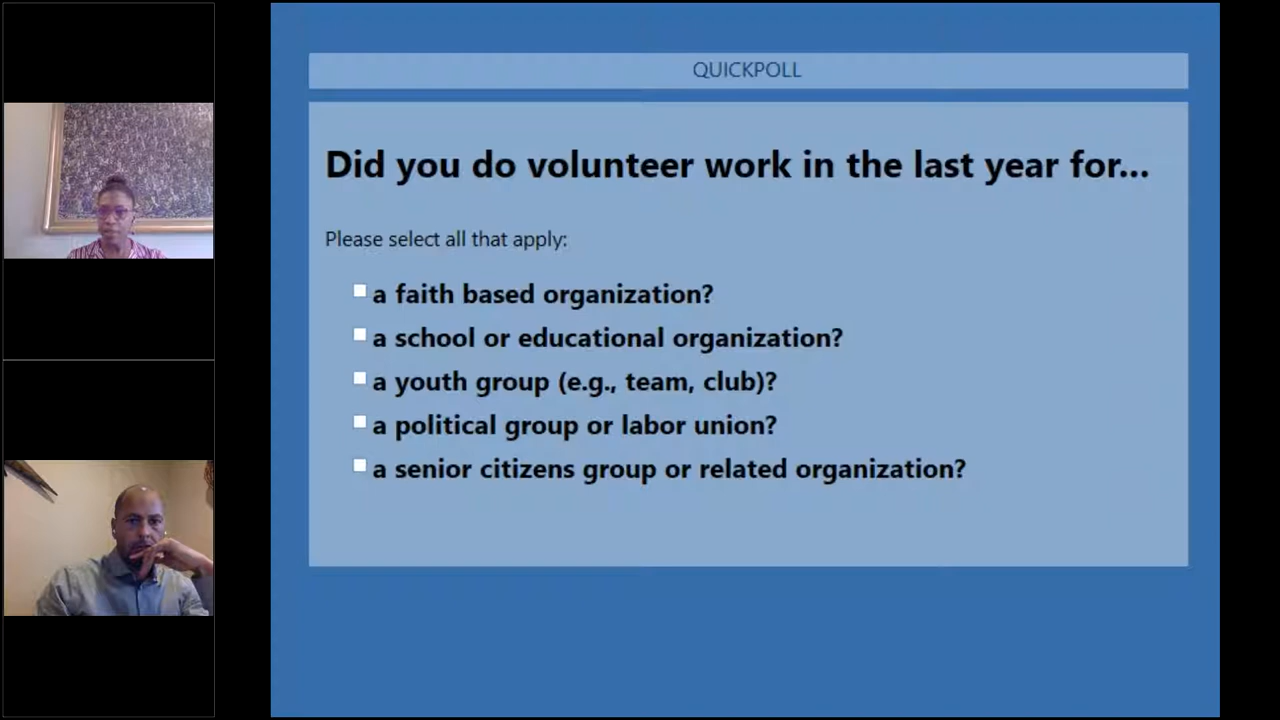 QUICKPOLL
Did you do volunteer work in the last year for...
Please select all that apply:
a faith based organization?
a school or educational organization?
a youth group (e.g., team, club)?
a political group or labor union?
a senior citizens group or related organization?